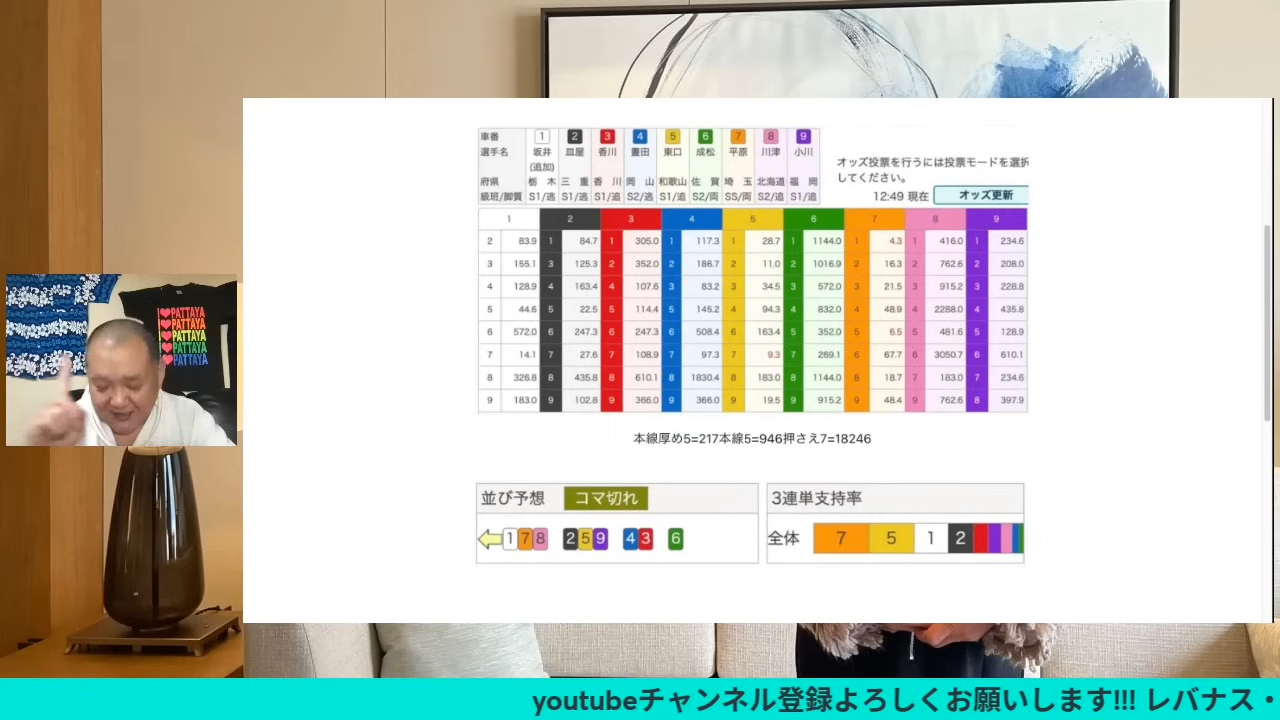 車番 1 2 3 4 5 6 7 8 9
選手名 坂井 皿屋 香川 畳田 東口 成松 平原 川津 小川
(追加)
府県 栃木 三重 香川 岡山 和歌山 佐賀 埼玉 北海道 福岡
級班/脚質 S1/逃 S1/逃 S1/追 S2/逃 S1/追 S2/両 SS/両 S2/追 S1/追
オッズ投票を行うには投票モードを選択
してください。
12:49 現在 オッズ更新
1 2 3 4 5 6 7 8 9
2 83.9 1 84.7 1 305.0 1 117.3 1 28.7 1 1144.0 1 4.3 1 416.0 1 234.6
3 155.1 3 125.3 2 352.0 2 186.7 2 11.0 2 1016.9 2 16.3 2 762.6 2 208.0
4 128.9 4 163.4 4 107.6 3 83.2 3 34.5 3 572.0 3 21.5 3 915.2 3 228.8
5 44.6 5 22.5 5 114.4 5 145.2 4 94.3 4 832.0 4 48.9 4 2288.0 4 435.8
6 572.0 6 247.3 6 247.3 6 508.4 6 163.4 5 352.0 5 6.5 5 481.6 5 128.9
7 14.1 7 27.6 7 108.9 7 97.3 7 9.3 7 269.1 6 67.7 6 3050.7 6 610.1
8 326.8 8 435.8 8 610.1 8 1830.4 8 183.0 8 1144.0 8 18.7 7 183.0 7 234.6
9 183.0 9 102.8 9 366.0 9 366.0 9 19.5 9 915.2 9 48.4 9 762.6 8 397.9
本線厚め5=217本線5=946押さえ7=18246
並び予想 コマ切れ
1 7 8 2 5 9 4 3 6
3連単支持率
全体 7 5 1 2
I❤PATTAYA
I❤PATTAYA
I❤PATTAYA
I❤PATTAYA
I❤PATTAYA
youtubeチャンネル登録よろしくお願いします!!! レバナス・